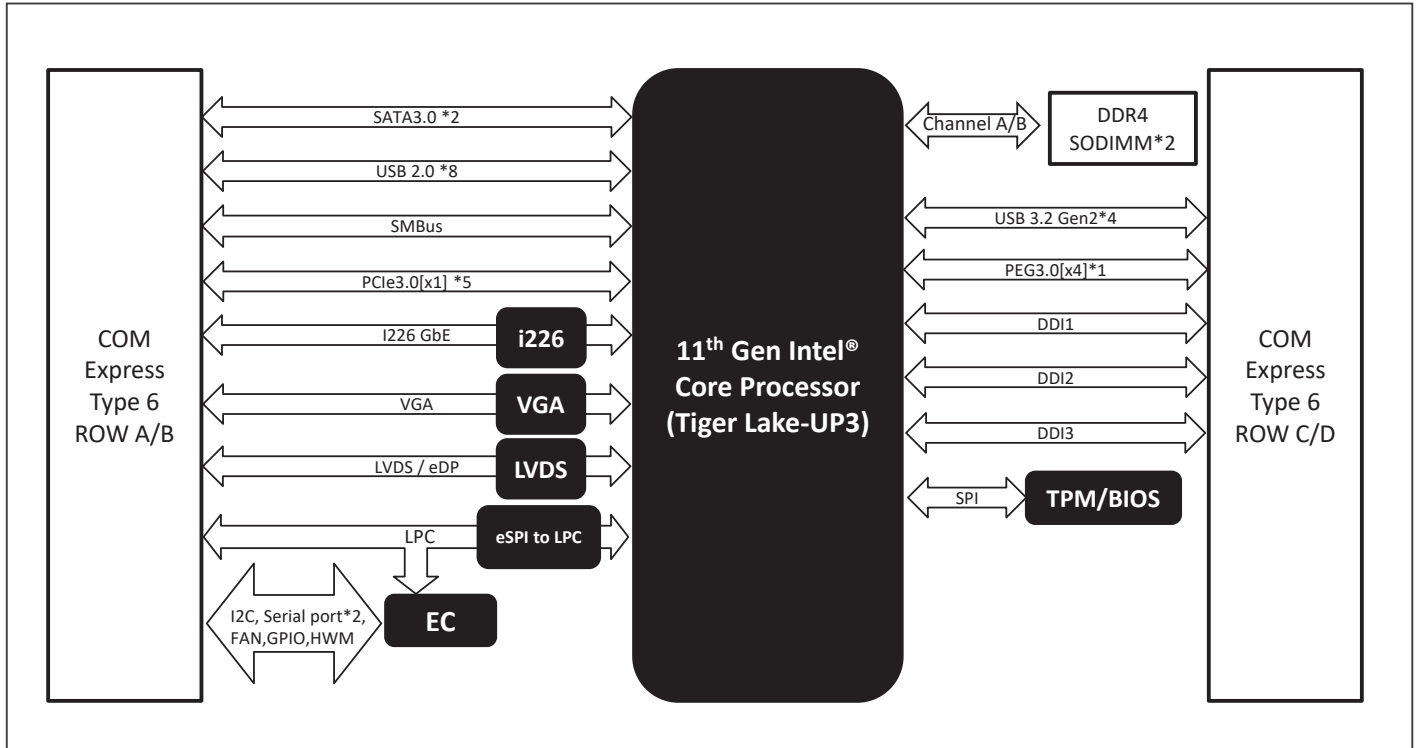 COM
Express
Type 6
ROW A/B
SATA3.0 *2
USB 2.0 *8
SMBus
PCIe3.0[x1] *5
I226 GbE
i226
VGA
VGA
LVDS / eDP
LVDS
LPC
eSPI to LPC
I2C, Serial port*2,
FAN,GPIO,HWM
EC
11th Gen Intel®
Core Processor
(Tiger Lake-UP3)
Channel A/B
DDR4
SODIMM*2
USB 3.2 Gen2*4
PEG3.0[x4]*1
DDI1
DDI2
DDI3
SPI
TPM/BIOS
COM
Express
Type 6
ROW C/D